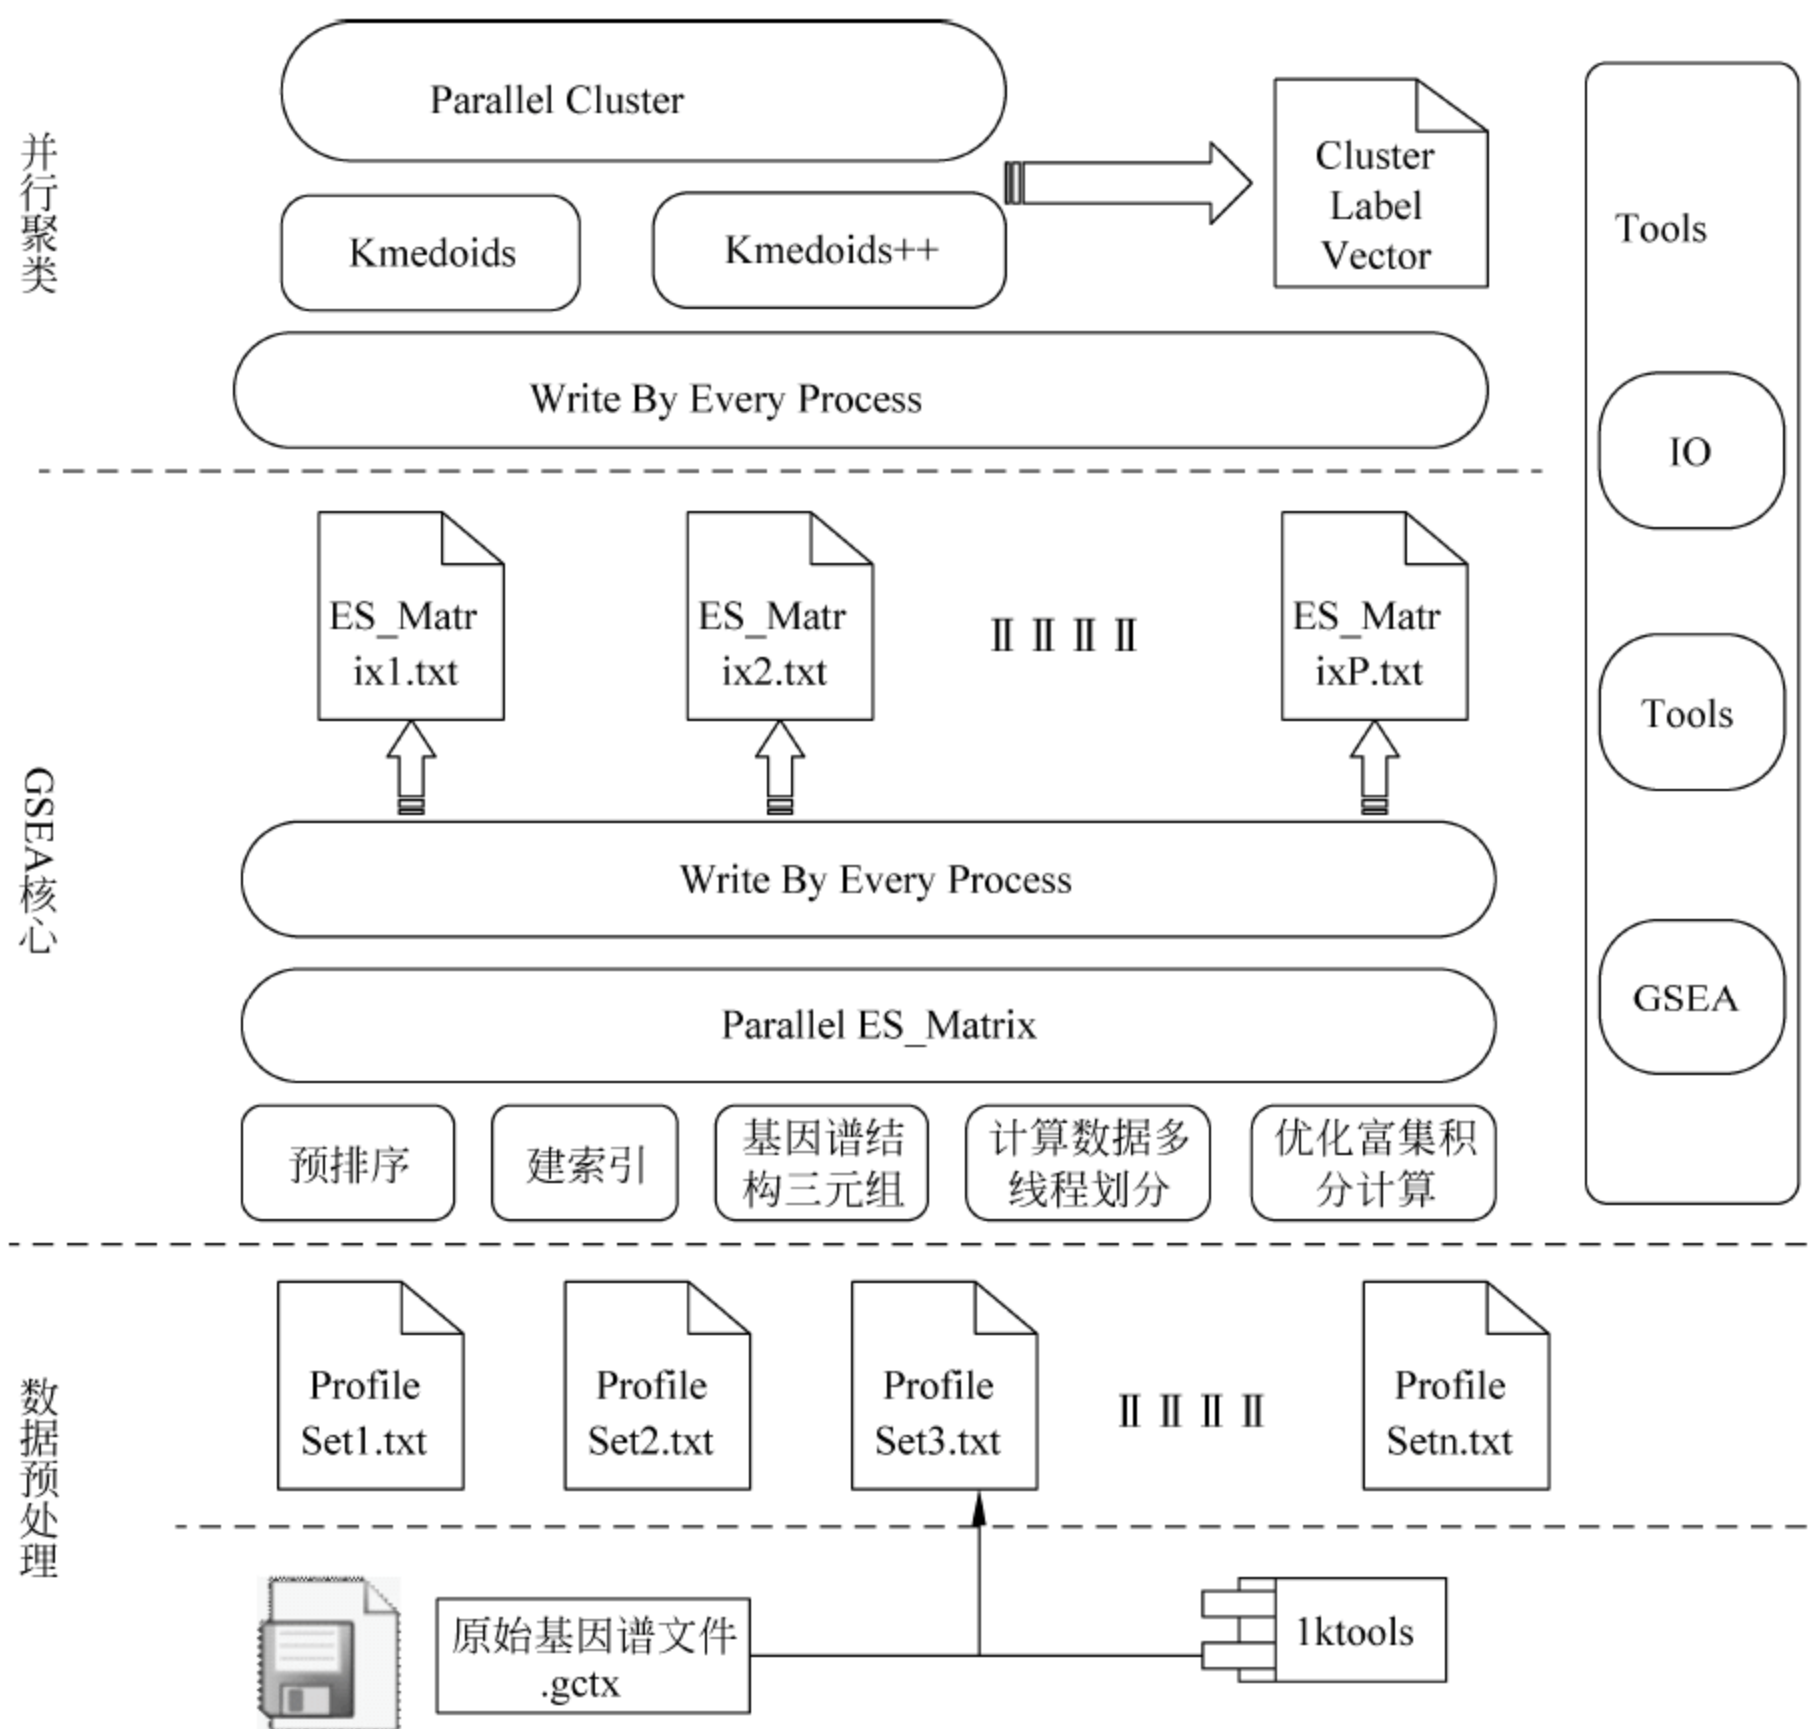 并行聚类
Parallel Cluster
Kmedoids
Kmedoids++
Cluster
Label
Vector
Write By Every Process
GSEA核心
ES_Matr
ix1.txt
ES_Matr
ix2.txt
Ⅱ Ⅱ Ⅱ Ⅱ
ES_Matr
ixP.txt
Write By Every Process
Parallel ES_Matrix
预排序
建索引
基因谱结
构三元组
计算数据多
线程划分
优化富集积
分计算
Tools
IO
Tools
GSEA
数据预处理
Profile
Set1.txt
Profile
Set2.txt
Profile
Set3.txt
Ⅱ Ⅱ Ⅱ Ⅱ
Profile
Setn.txt
原始基因谱文件
.gctx
1ktools